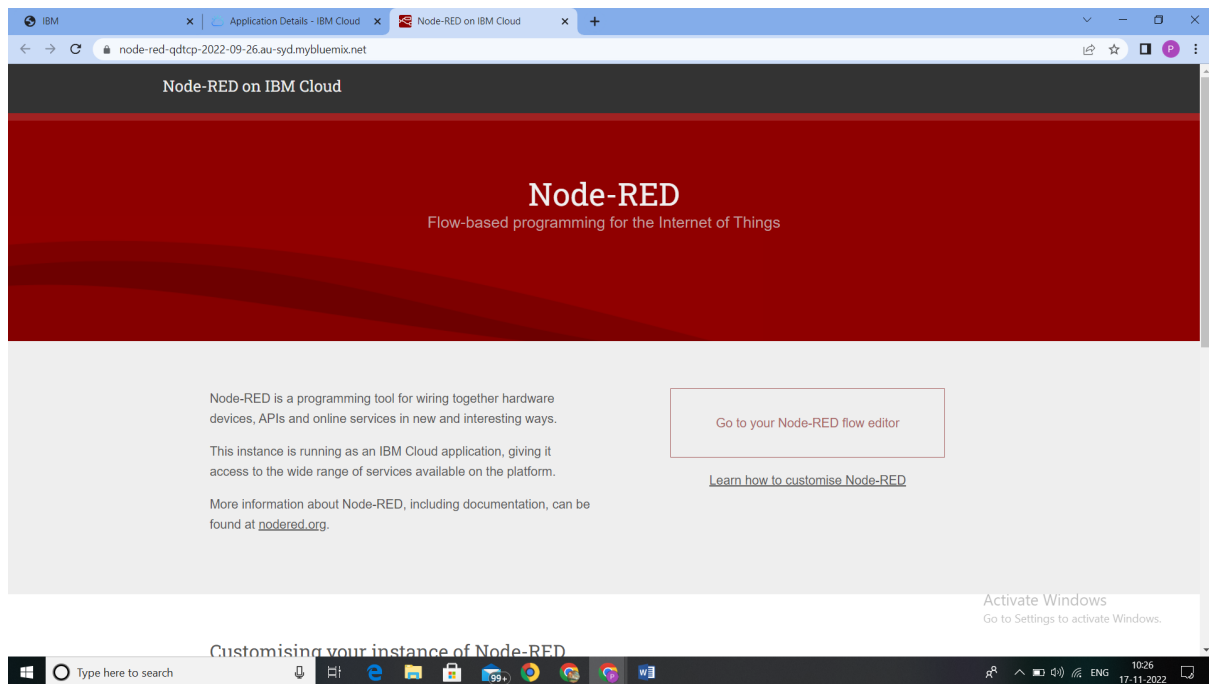 IBM
Application Details - IBM Cloud
Node-RED on IBM Cloud
node-red-qdtcp-2022-09-26.au-syd.mybluemix.net
P
Node-RED on IBM Cloud
Node-RED
Flow-based programming for the Internet of Things
Node-RED is a programming tool for wiring together hardware
devices, APIs and online services in new and interesting ways.
This instance is running as an IBM Cloud application, giving it
access to the wide range of services available on the platform.
More information about Node-RED, including documentation, can be
found at nodered.org.
Go to your Node-RED flow editor
Learn how to customise Node-RED
Activate Windows
Go to Settings to activate Windows.
Customising your instance of Node-RED
Type here to search
99+
P
W
ENG
10:26
17-11-2022